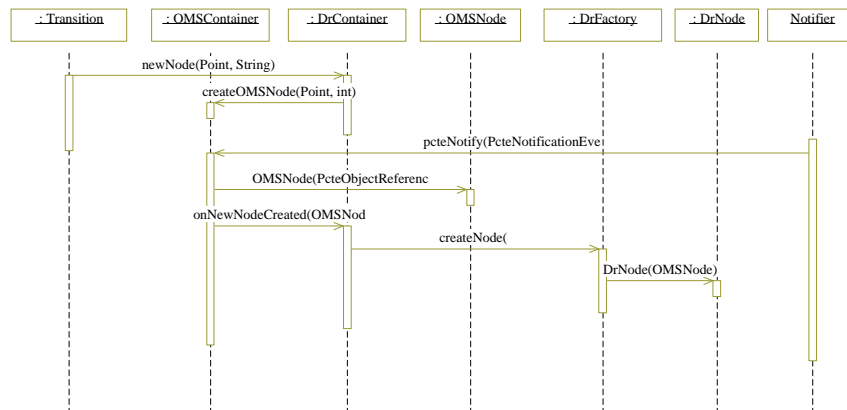 : Transition
: OMSContainer
: DrContainer
: OMSNode
: DrFactory
: DrNode
Notifier
newNode(Point, String)
createOMSNode(Point, int)
pcteNotify(PcteNotificationEve
OMSNode(PcteObjectReferenc
onNewNodeCreated(OMSNod
createNode(
DrNode(OMSNode)